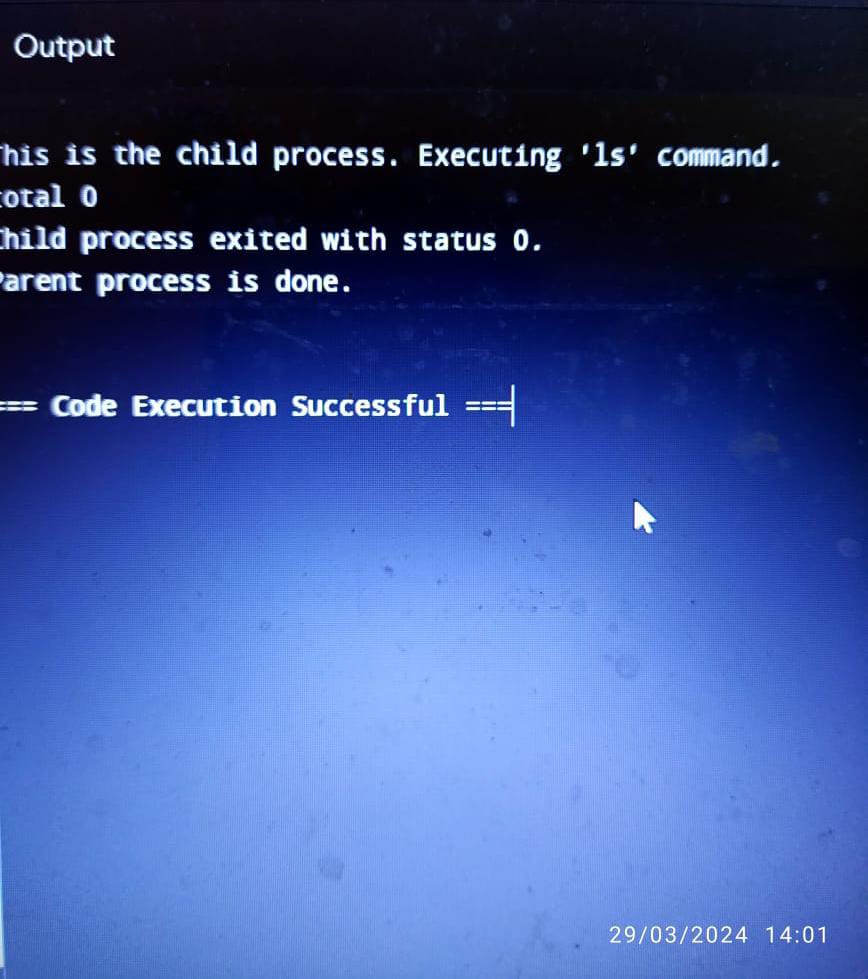 Output
This is the child process. Executing 'ls' command.
total 0
Child process exited with status 0.
Parent process is done.
=== Code Execution Successful ===
29/03/2024 14:01